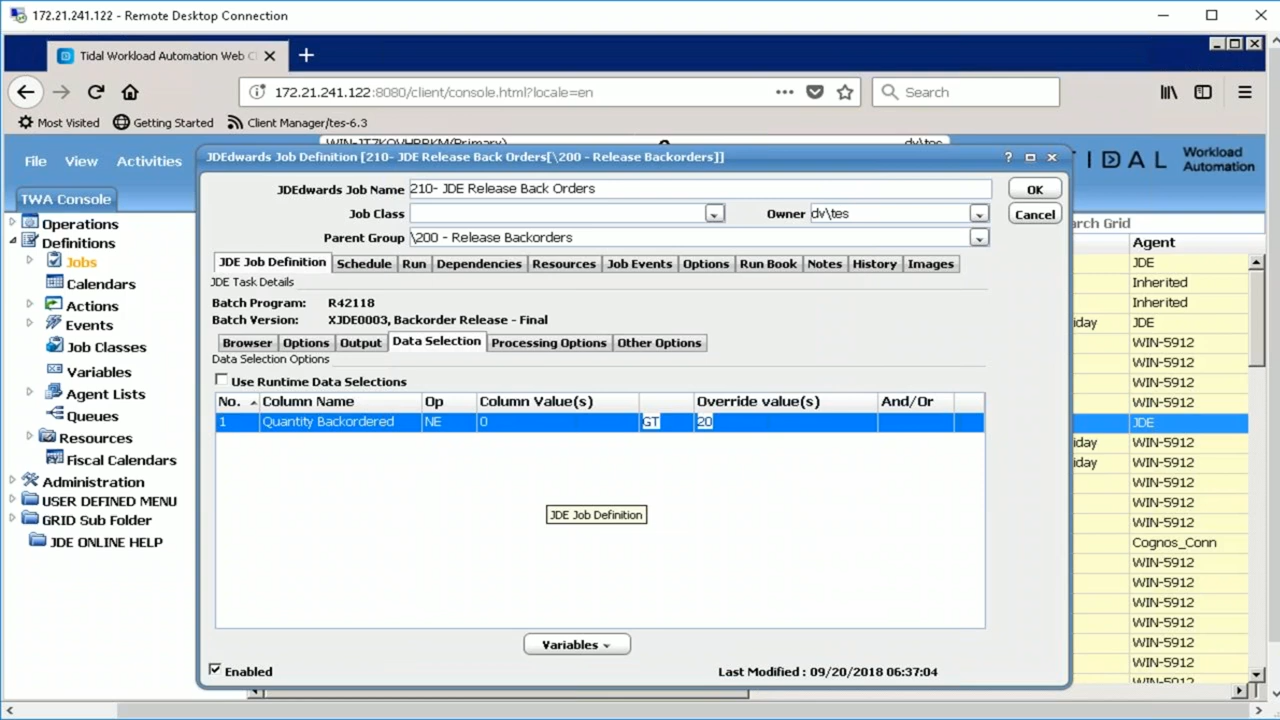 172.21.241.122 - Remote Desktop Connection
Tidal Workload Automation Web C
172.21.241.122:8080/client/console.html?locale=en
Search
Most Visited
Getting Started
Client Manager/tes-6.3
File
View
Activities
TIDAL
Workload
Automation
TWA Console
Operations
Definitions
Jobs
Calendars
Actions
Events
Job Classes
Variables
Agent Lists
Queues
Resources
Fiscal Calendars
Administration
USER DEFINED MENU
GRID Sub Folder
JDE ONLINE HELP
JDEdwards Job Definition [210- JDE Release Back Orders[\200 - Release Backorders]]
JDEdwards Job Name 210- JDE Release Back Orders
OK
Job Class
Owner dv\tes
Cancel
Parent Group \200 - Release Backorders
JDE Job Definition Schedule Run Dependencies Resources Job Events Options Run Book Notes History Images
JDE Task Details
Batch Program: R42118
Batch Version: XJDE0003, Backorder Release - Final
Browser Options Output Data Selection Processing Options Other Options
Data Selection Options
Use Runtime Data Selections
No. Column Name Op Column Value(s) Override value(s) And/Or
1 Quantity Backordered NE 0 GT 20
JDE Job Definition
Variables
Enabled
Last Modified : 09/20/2018 06:37:04
rch Grid
Agent
JDE
Inherited
Inherited
iday JDE
WIN-5912
WIN-5912
WIN-5912
WIN-5912
JDE
iday WIN-5912
iday WIN-5912
WIN-5912
WIN-5912
WIN-5912
Cognos_Conn
WIN-5912
WIN-5912
WIN-5912
WIN-5912
WIN-5912
WIN-5912
WIN-5912